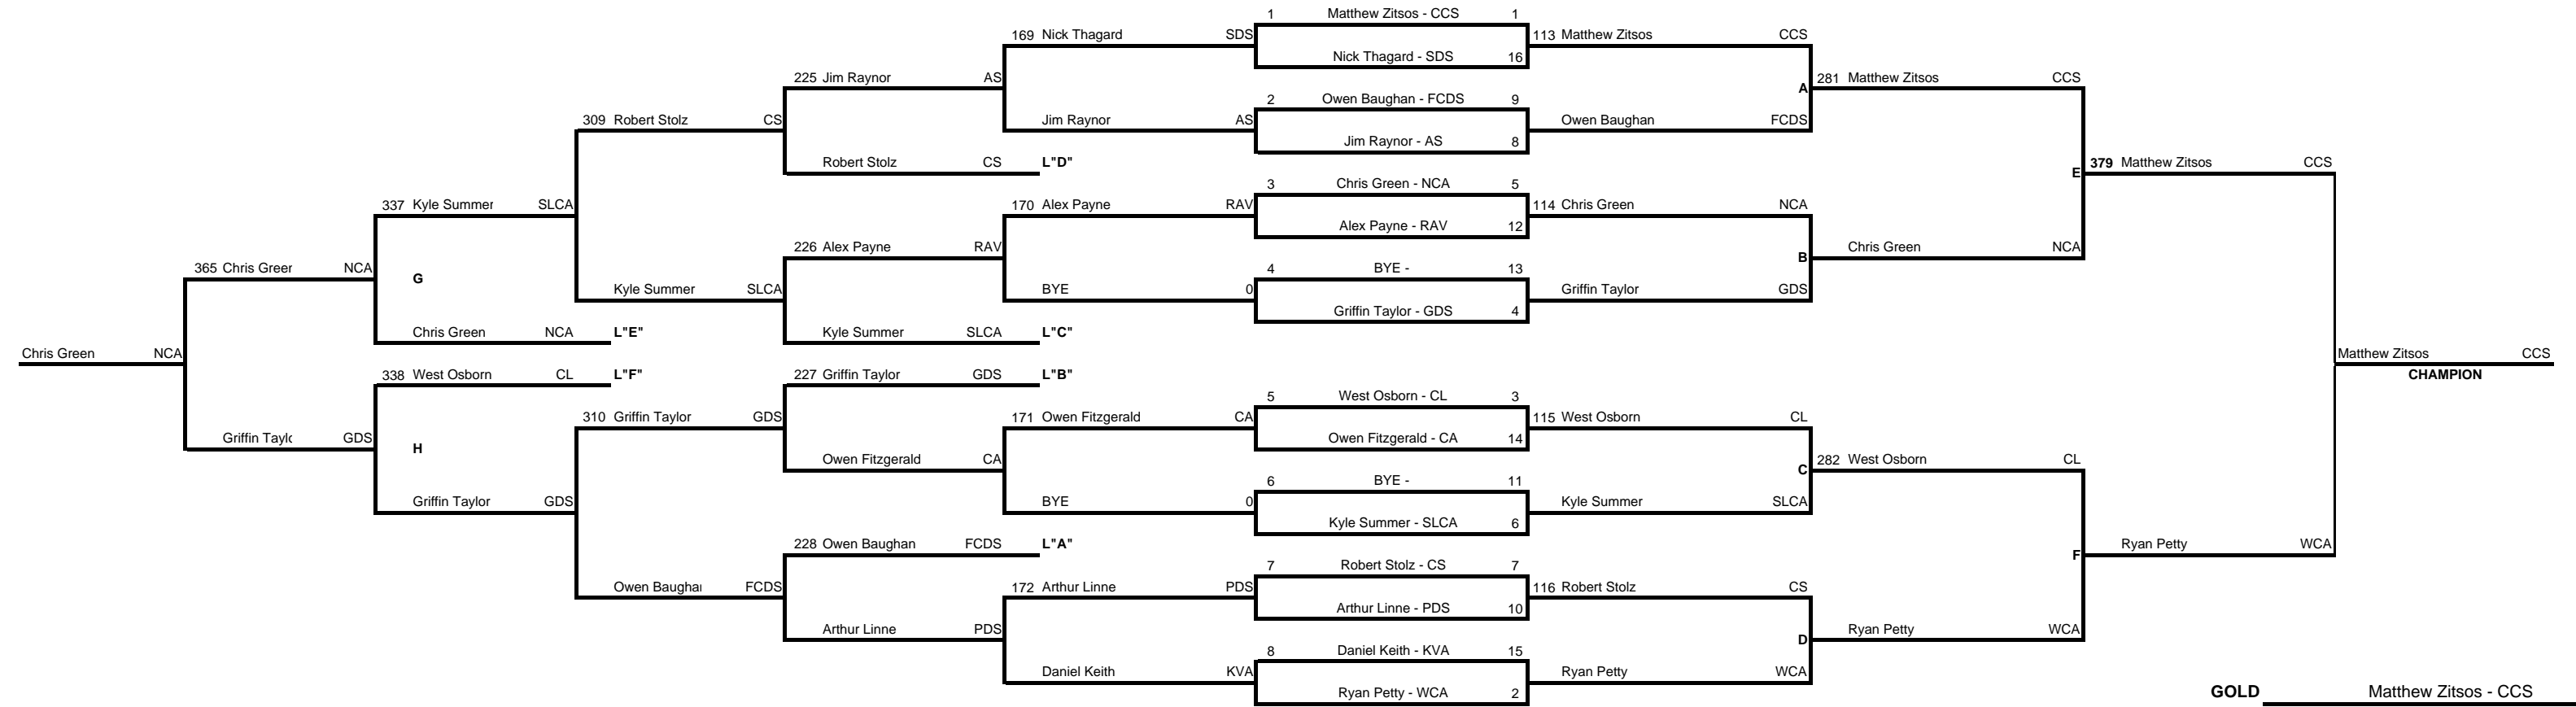 1 Matthew Zitsos - CCS 1
169 Nick Thagard SDS 113 Matthew Zitsos CCS
Nick Thagard - SDS 16
225 Jim Raynor AS A 281 Matthew Zitsos CCS
2 Owen Baughan - FCDS 9
309 Robert Stolz CS Jim Raynor AS Owen Baughan FCDS
Jim Raynor - AS 8
Robert Stolz CS L"D" E 379 Matthew Zitsos CCS
3 Chris Green - NCA 5
337 Kyle Summer SLCA 170 Alex Payne RAV 114 Chris Green NCA
Alex Payne - RAV 12
226 Alex Payne RAV B Chris Green NCA
365 Chris Green NCA G 4 BYE - 13
Kyle Summer SLCA BYE 0 Griffin Taylor GDS
Griffin Taylor - GDS 4
Chris Green NCA L"E" Kyle Summer SLCA L"C"
Chris Green NCA Matthew Zitsos CCS
338 West Osborn CL L"F" 227 Griffin Taylor GDS L"B" CHAMPION
5 West Osborn - CL 3
310 Griffin Taylor GDS 171 Owen Fitzgerald CA 115 West Osborn CL
Griffin Taylo GDS H Owen Fitzgerald - CA 14
Owen Fitzgerald CA C 282 West Osborn CL
6 BYE - 11
Griffin Taylor GDS BYE 0 Kyle Summer SLCA
Kyle Summer - SLCA 6
228 Owen Baughan FCDS L"A" F Ryan Petty WCA
7 Robert Stolz - CS 7
Owen Baughan FCDS 172 Arthur Linne PDS 116 Robert Stolz CS
Arthur Linne - PDS 10
Arthur Linne PDS D Ryan Petty WCA
8 Daniel Keith - KVA 15
Daniel Keith KVA Ryan Petty WCA
Ryan Petty - WCA 2
GOLD Matthew Zitsos - CCS